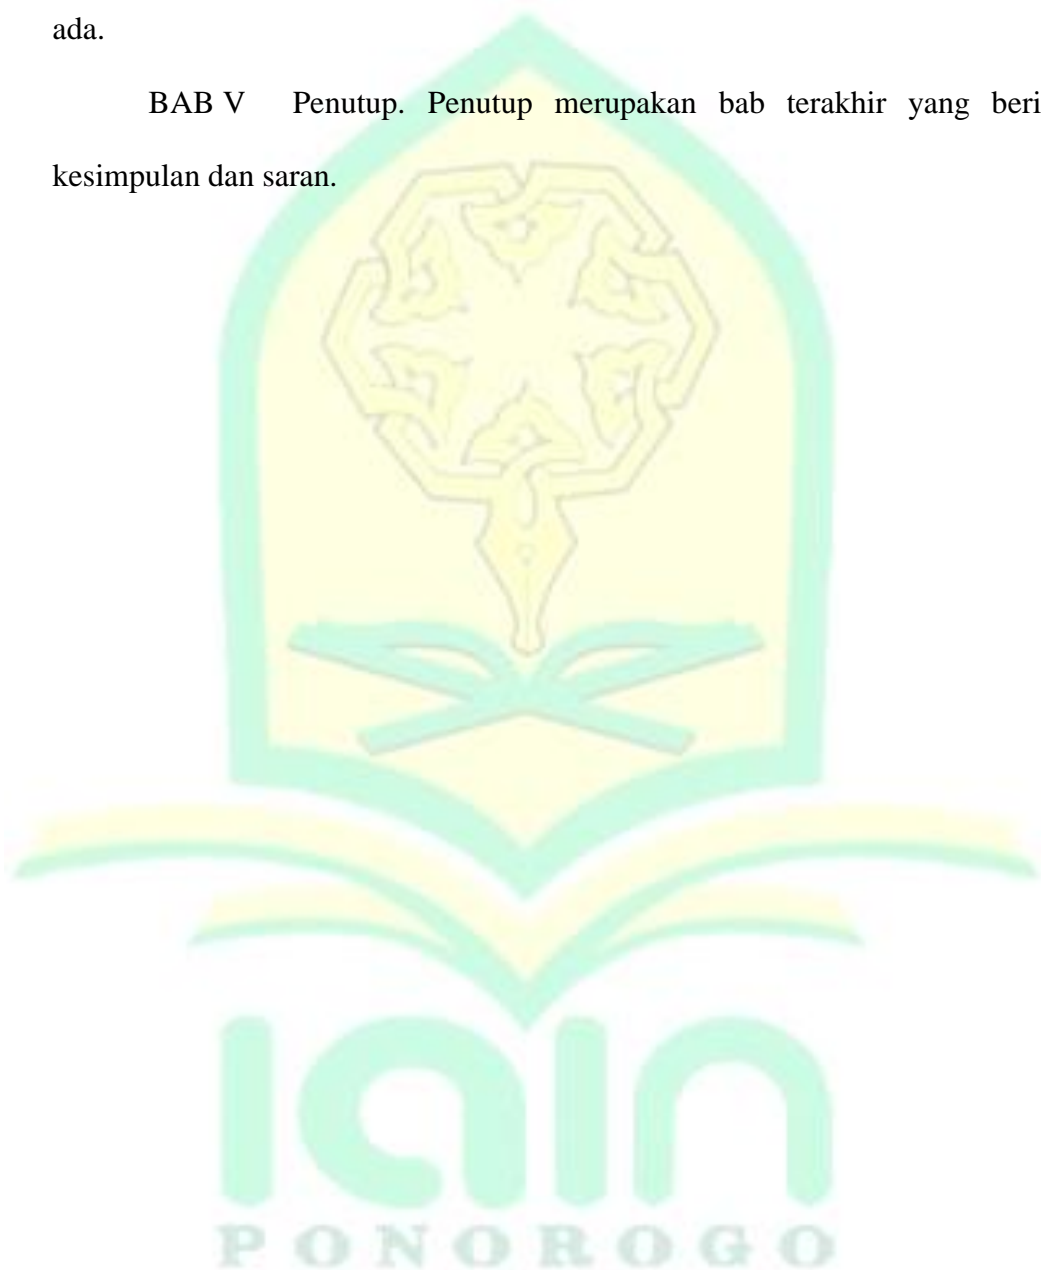 ada.
BAB V Penutup. Penutup merupakan bab terakhir yang beri
kesimpulan dan saran.
iain
PONOROGO